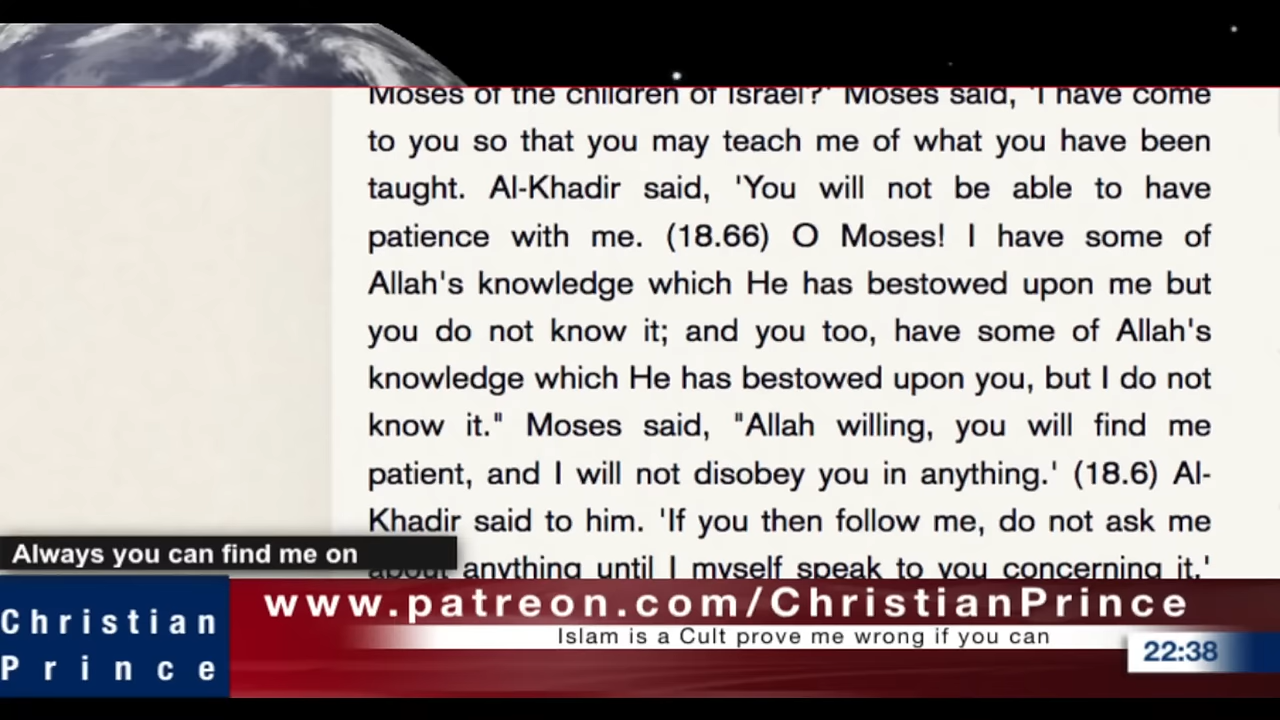 Moses of the children of Israel?' Moses said, 'I have come
to you so that you may teach me of what you have been
taught. Al-Khadir said, 'You will not be able to have
patience with me. (18.66) O Moses! I have some of
Allah's knowledge which He has bestowed upon me but
you do not know it; and you too, have some of Allah's
knowledge which He has bestowed upon you, but I do not
know it." Moses said, "Allah willing, you will find me
patient, and I will not disobey you in anything.' (18.6) Al-
Khadir said to him. 'If you then follow me, do not ask me
about anything until I myself speak to you concerning it.'
Always you can find me on
Christian
Prince
www.patreon.com/ChristianPrince
Islam is a Cult prove me wrong if you can
22:38